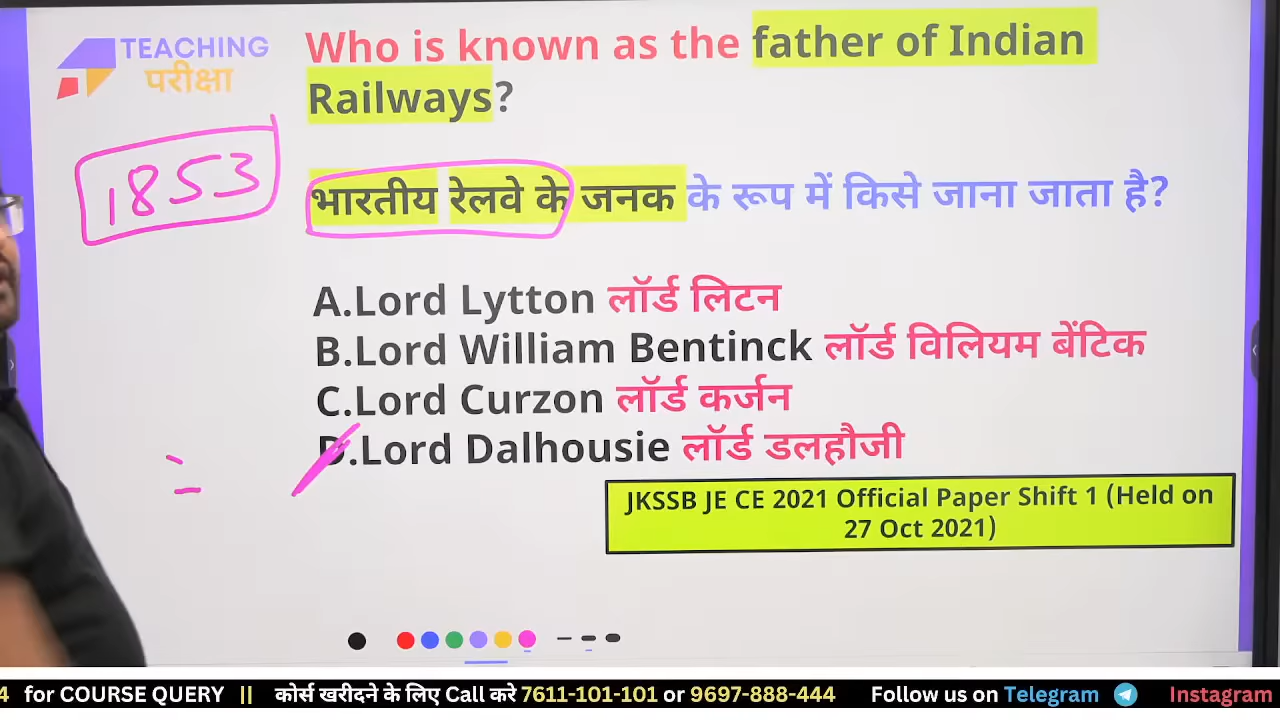 TEACHING
परीक्षा
Who is known as the father of Indian
Railways?
1853
भारतीय रेलवे के जनक के रूप में किसे जाना जाता है?
A.Lord Lytton लॉर्ड लिटन
B.Lord William Bentinck लॉर्ड विलियम बेंटिक
C.Lord Curzon लॉर्ड कर्जन
D.Lord Dalhousie लॉर्ड डलहौजी
JKSSB JE CE 2021 Official Paper Shift 1 (Held on
27 Oct 2021)
4 for COURSE QUERY || कोर्स खरीदने के लिए Call करे 7611-101-101 or 9697-888-444 Follow us on Telegram Instagram